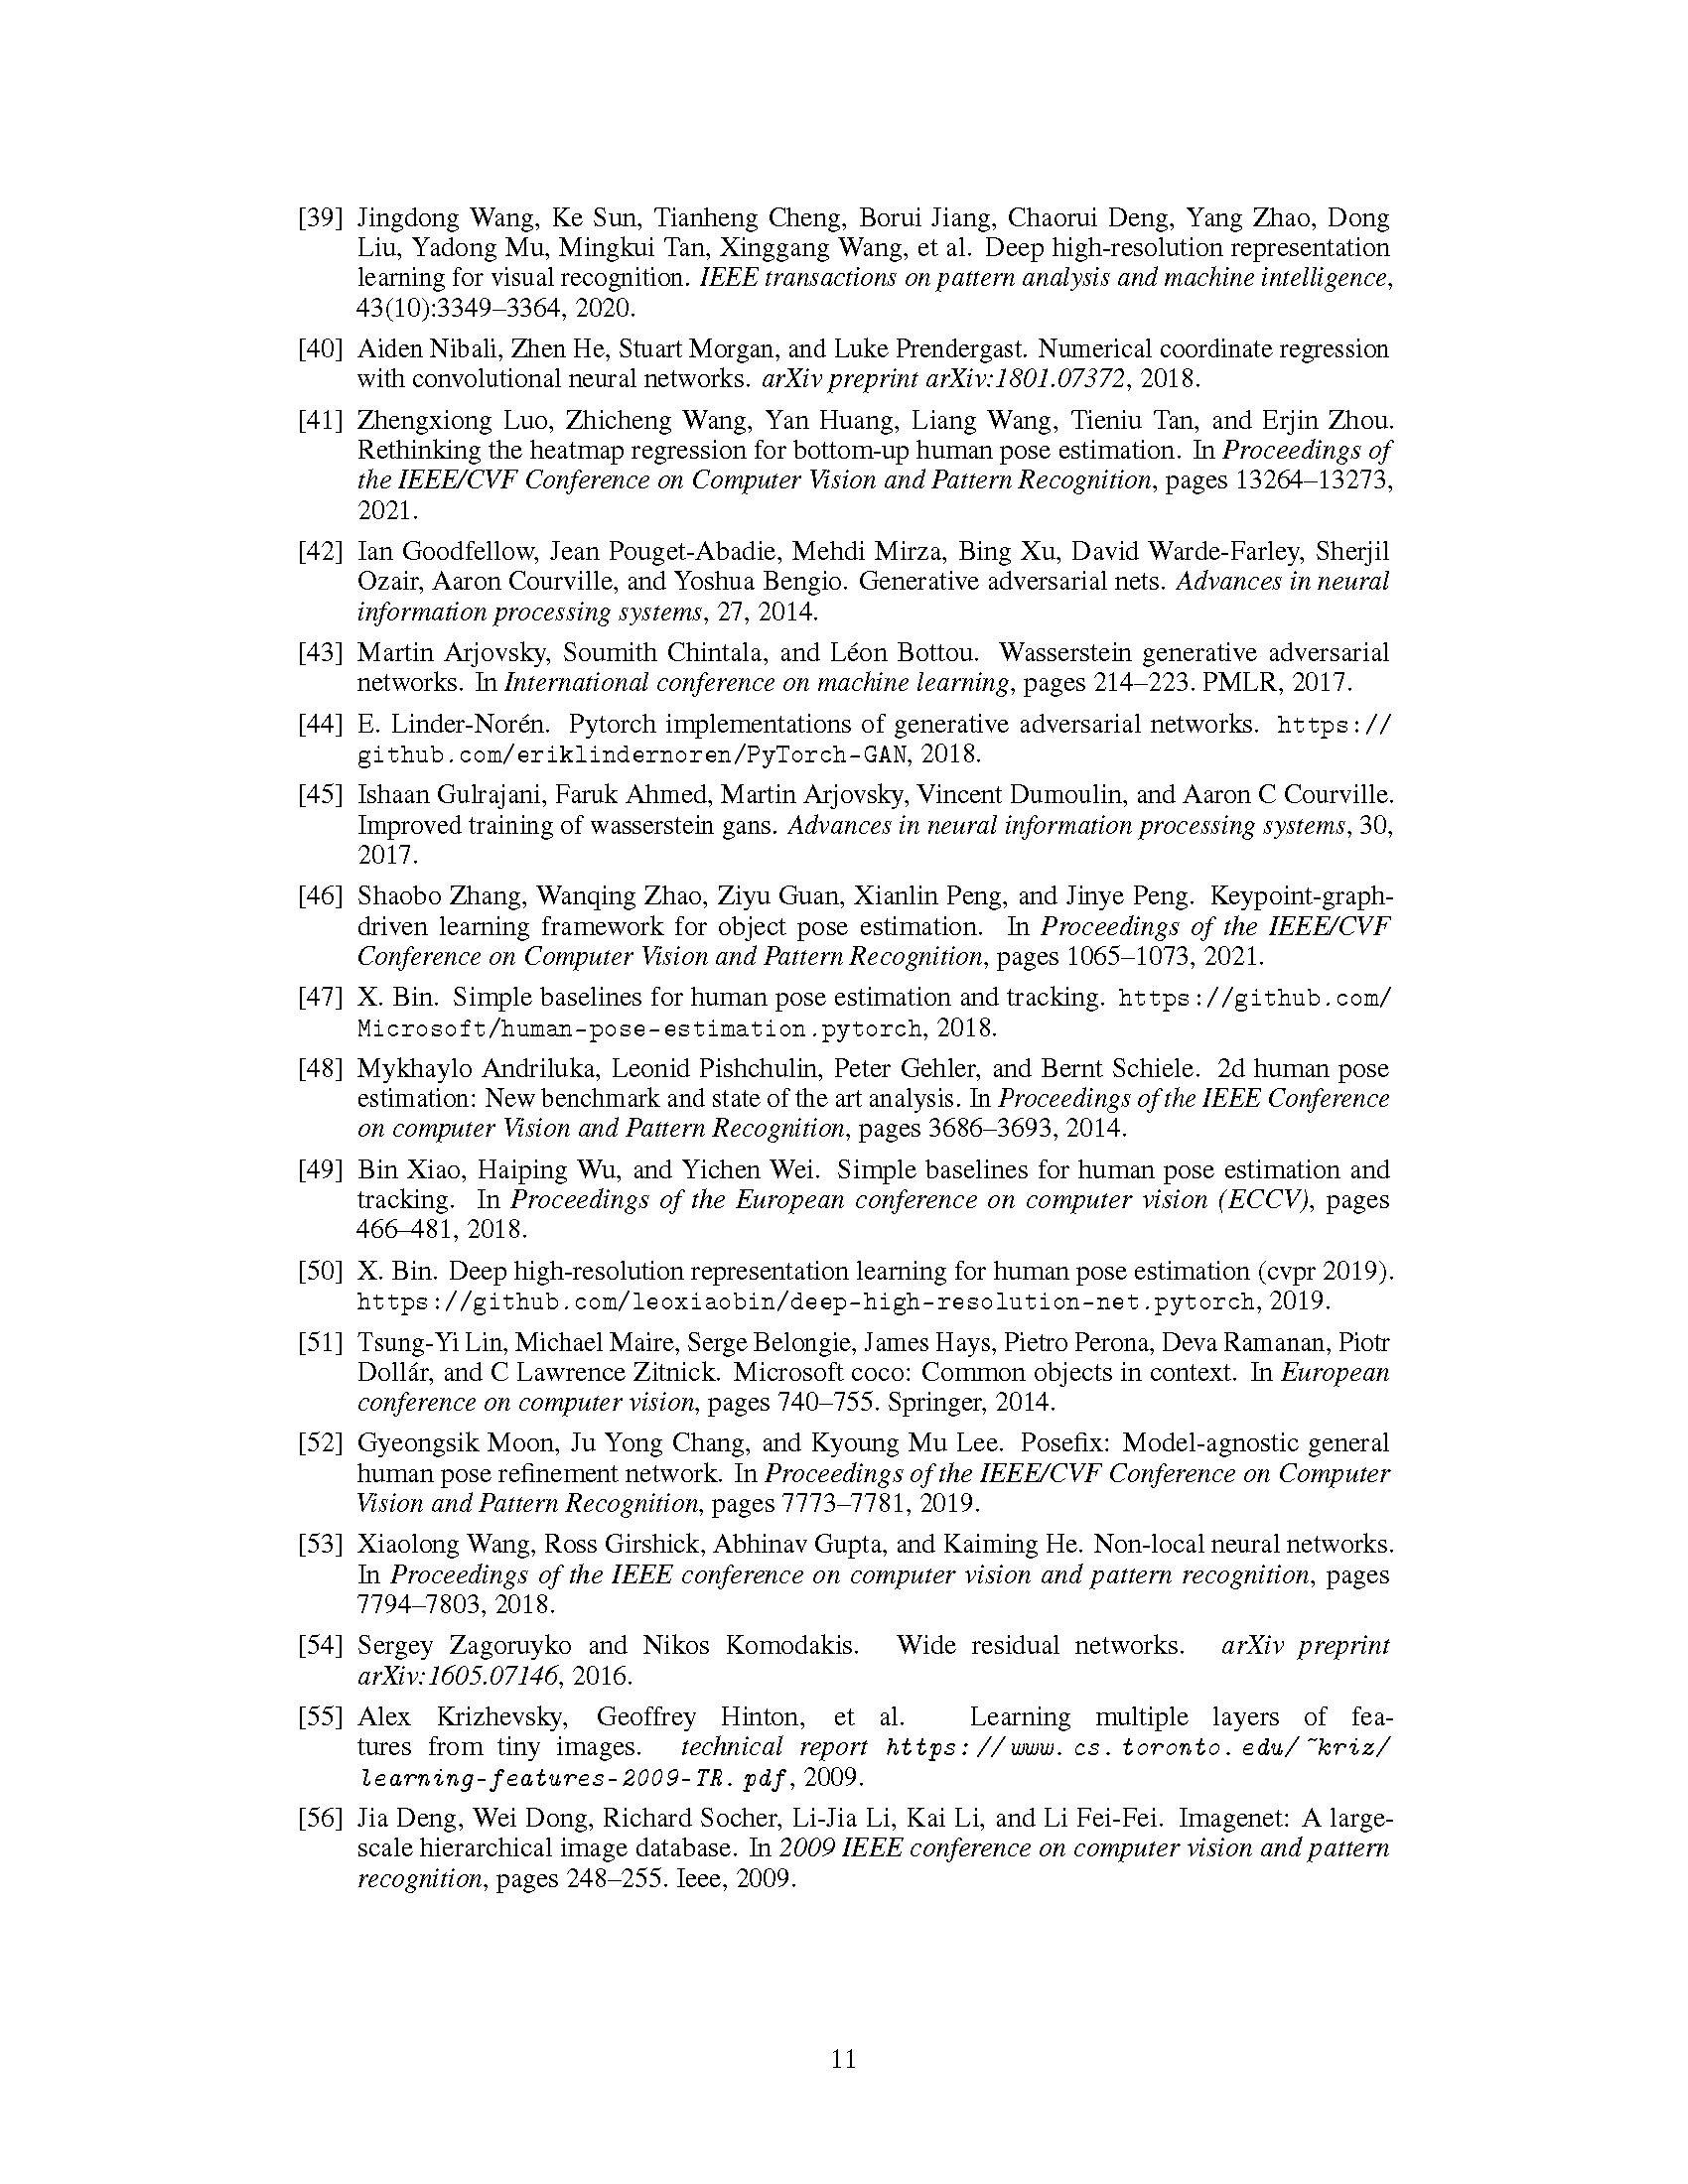 [39] Jingdong Wang, Ke Sun, Tianheng Cheng, Borui Jiang, Chaorui Deng, Yang Zhao, Dong
Liu, Yadong Mu, Mingkui Tan, Xinggang Wang, et al. Deep high-resolution representation
learning for visual recognition. IEEE transactions on pattern analysis and machine intelligence,
43(10):3349–3364, 2020.
[40] Aiden Nibali, Zhen He, Stuart Morgan, and Luke Prendergast. Numerical coordinate regression
with convolutional neural networks. arXiv preprint arXiv:1801.07372, 2018.
[41] Zhengxiong Luo, Zhicheng Wang, Yan Huang, Liang Wang, Tieniu Tan, and Erjin Zhou.
Rethinking the heatmap regression for bottom-up human pose estimation. In Proceedings of
the IEEE/CVF Conference on Computer Vision and Pattern Recognition, pages 13264–13273,
2021.
[42] Ian Goodfellow, Jean Pouget-Abadie, Mehdi Mirza, Bing Xu, David Warde-Farley, Sherjil
Ozair, Aaron Courville, and Yoshua Bengio. Generative adversarial nets. Advances in neural
information processing systems, 27, 2014.
[43] Martin Arjovsky, Soumith Chintala, and Léon Bottou. Wasserstein generative adversarial
networks. In International conference on machine learning, pages 214–223. PMLR, 2017.
[44] E. Linder-Norén. Pytorch implementations of generative adversarial networks. https://
github.com/eriklindernoren/PyTorch-GAN, 2018.
[45] Ishaan Gulrajani, Faruk Ahmed, Martin Arjovsky, Vincent Dumoulin, and Aaron C Courville.
Improved training of wasserstein gans. Advances in neural information processing systems, 30,
2017.
[46] Shaobo Zhang, Wanqing Zhao, Ziyu Guan, Xianlin Peng, and Jinye Peng. Keypoint-graph-
driven learning framework for object pose estimation. In Proceedings of the IEEE/CVF
Conference on Computer Vision and Pattern Recognition, pages 1065–1073, 2021.
[47] X. Bin. Simple baselines for human pose estimation and tracking. https://github.com/
Microsoft/human-pose-estimation.pytorch, 2018.
[48] Mykhaylo Andriluka, Leonid Pishchulin, Peter Gehler, and Bernt Schiele. 2d human pose
estimation: New benchmark and state of the art analysis. In Proceedings of the IEEE Conference
on computer Vision and Pattern Recognition, pages 3686–3693, 2014.
[49] Bin Xiao, Haiping Wu, and Yichen Wei. Simple baselines for human pose estimation and
tracking. In Proceedings of the European conference on computer vision (ECCV), pages
466–481, 2018.
[50] X. Bin. Deep high-resolution representation learning for human pose estimation (cvpr 2019).
https://github.com/leoxiaobin/deep-high-resolution-net.pytorch, 2019.
[51] Tsung-Yi Lin, Michael Maire, Serge Belongie, James Hays, Pietro Perona, Deva Ramanan, Piotr
Dollár, and C Lawrence Zitnick. Microsoft coco: Common objects in context. In European
conference on computer vision, pages 740–755. Springer, 2014.
[52] Gyeongsik Moon, Ju Yong Chang, and Kyoung Mu Lee. Posefix: Model-agnostic general
human pose refinement network. In Proceedings of the IEEE/CVF Conference on Computer
Vision and Pattern Recognition, pages 7773–7781, 2019.
[53] Xiaolong Wang, Ross Girshick, Abhinav Gupta, and Kaiming He. Non-local neural networks.
In Proceedings of the IEEE conference on computer vision and pattern recognition, pages
7794–7803, 2018.
[54] Sergey Zagoruyko and Nikos Komodakis. Wide residual networks. arXiv preprint
arXiv:1605.07146, 2016.
[55] Alex Krizhevsky, Geoffrey Hinton, et al. Learning multiple layers of fea-
tures from tiny images. technical report https://www.cs.toronto.edu/~kriz/
learning-features-2009-TR.pdf, 2009.
[56] Jia Deng, Wei Dong, Richard Socher, Li-Jia Li, Kai Li, and Li Fei-Fei. Imagenet: A large-
scale hierarchical image database. In 2009 IEEE conference on computer vision and pattern
recognition, pages 248–255. Ieee, 2009.
11